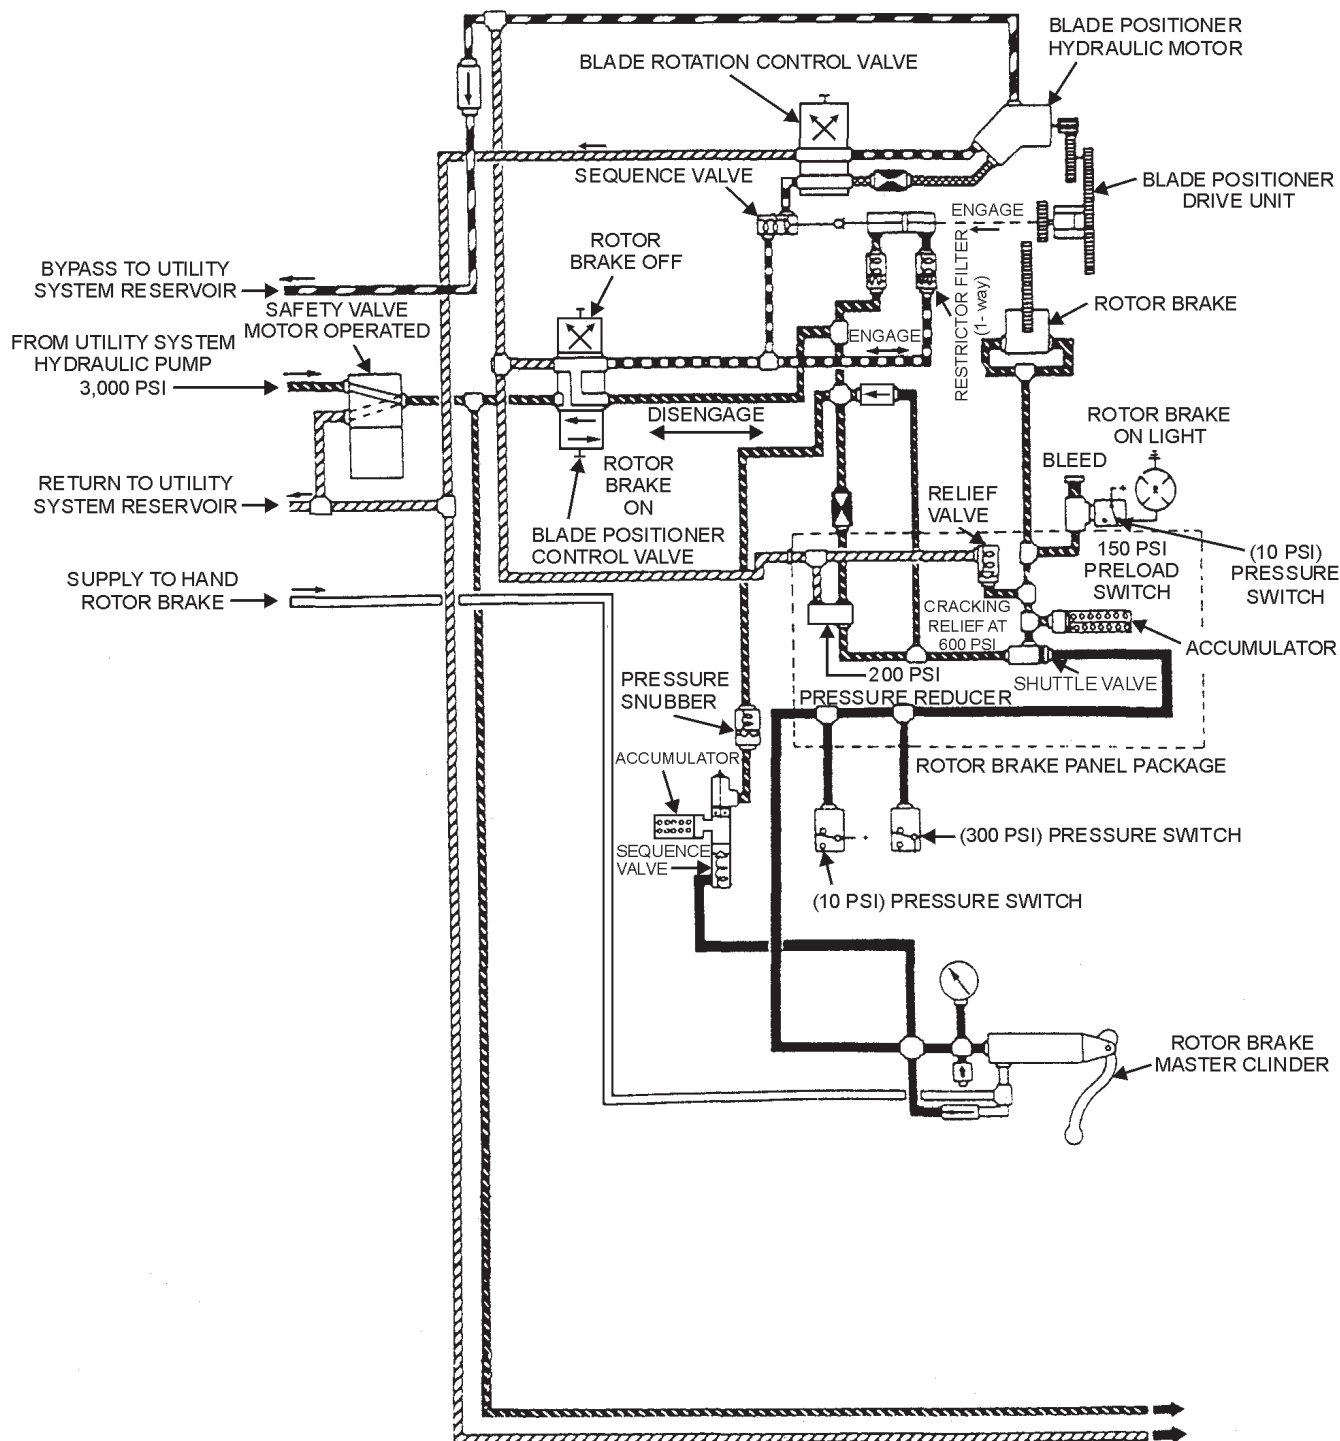 BLADE POSITIONER
HYDRAULIC MOTOR
BLADE ROTATION CONTROL VALVE
SEQUENCE VALVE
BLADE POSITIONER
DRIVE UNIT
ENGAGE
ROTOR
BRAKE OFF
RESTRICTOR FILTER
(1- way)
BYPASS TO UTILITY
SYSTEM RESERVOIR
SAFETY VALVE
MOTOR OPERATED
ROTOR BRAKE
ENGAGE
FROM UTILITY SYSTEM
HYDRAULIC PUMP
3,000 PSI
DISENGAGE
ROTOR BRAKE
ON LIGHT
ROTOR
BRAKE
ON
BLEED
RETURN TO UTILITY
SYSTEM RESERVOIR
RELIEF
VALVE
BLADE POSITIONER
CONTROL VALVE
150 PSI
PRELOAD
SWITCH
(10 PSI)
PRESSURE
SWITCH
SUPPLY TO HAND
ROTOR BRAKE
CRACKING
RELIEF AT
600 PSI
ACCUMULATOR
200 PSI
PRESSURE REDUCER
SHUTTLE VALVE
PRESSURE
SNUBBER
ROTOR BRAKE PANEL PACKAGE
ACCUMULATOR
(300 PSI) PRESSURE SWITCH
SEQUENCE
VALVE
(10 PSI) PRESSURE SWITCH
ROTOR BRAKE
MASTER CLINDER